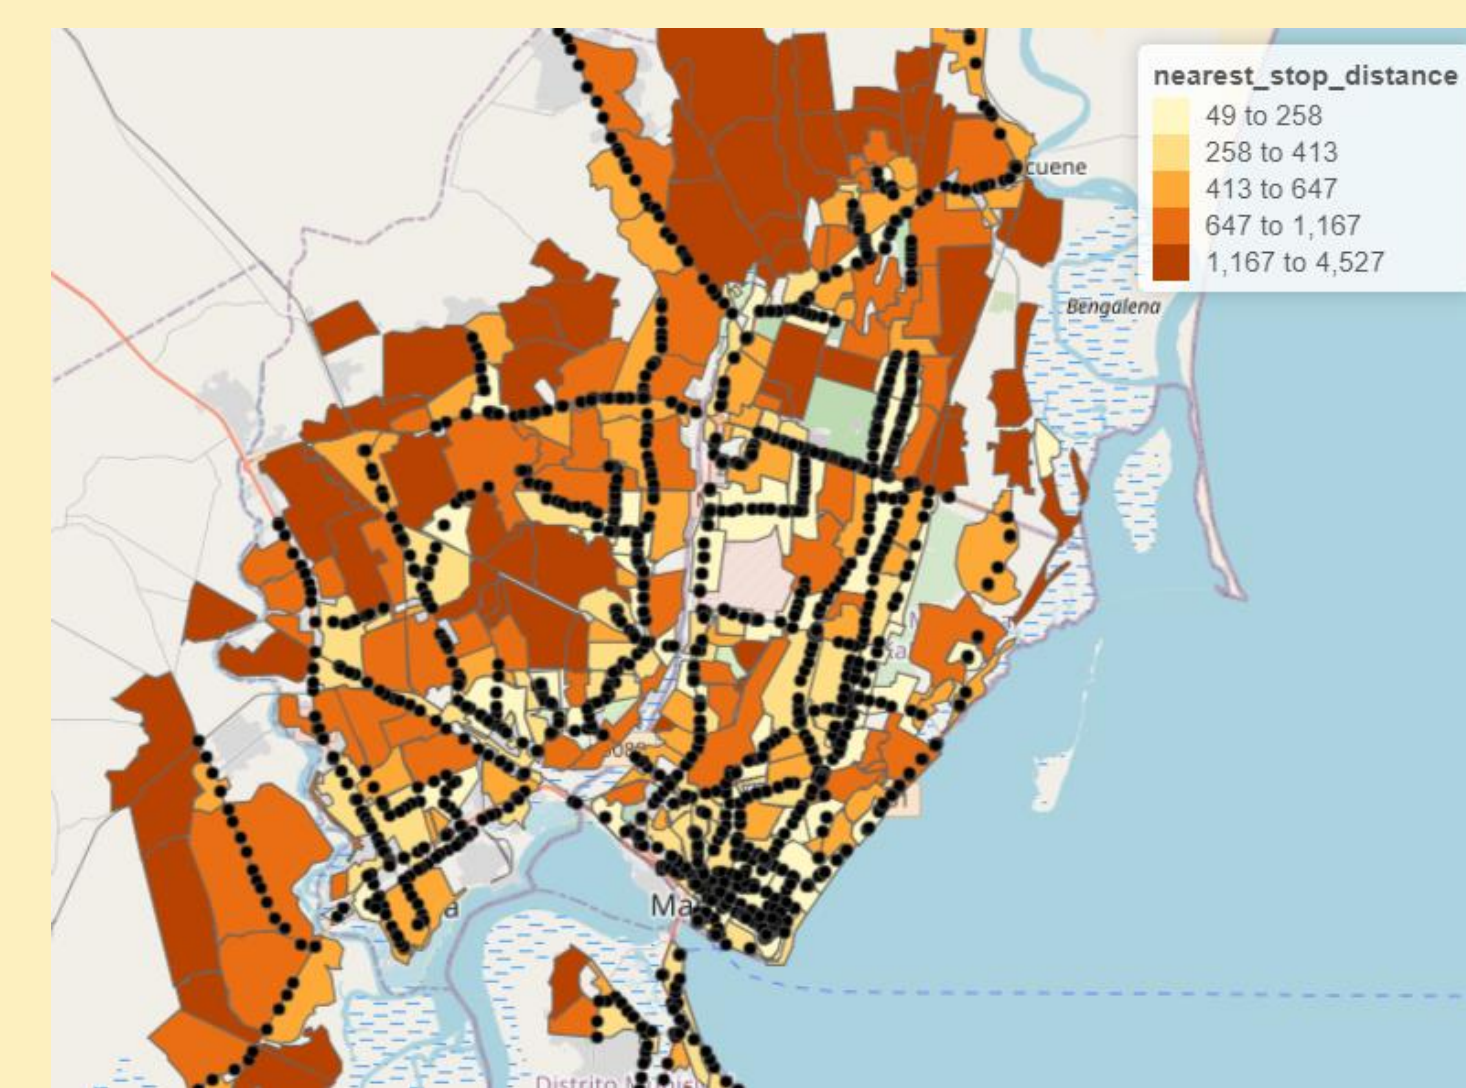 nearest_stop_distance
49 to 258
258 to 413
413 to 647
647 to 1,167
1,167 to 4,527
cuene
Bengalena
Ma
a
Distrito